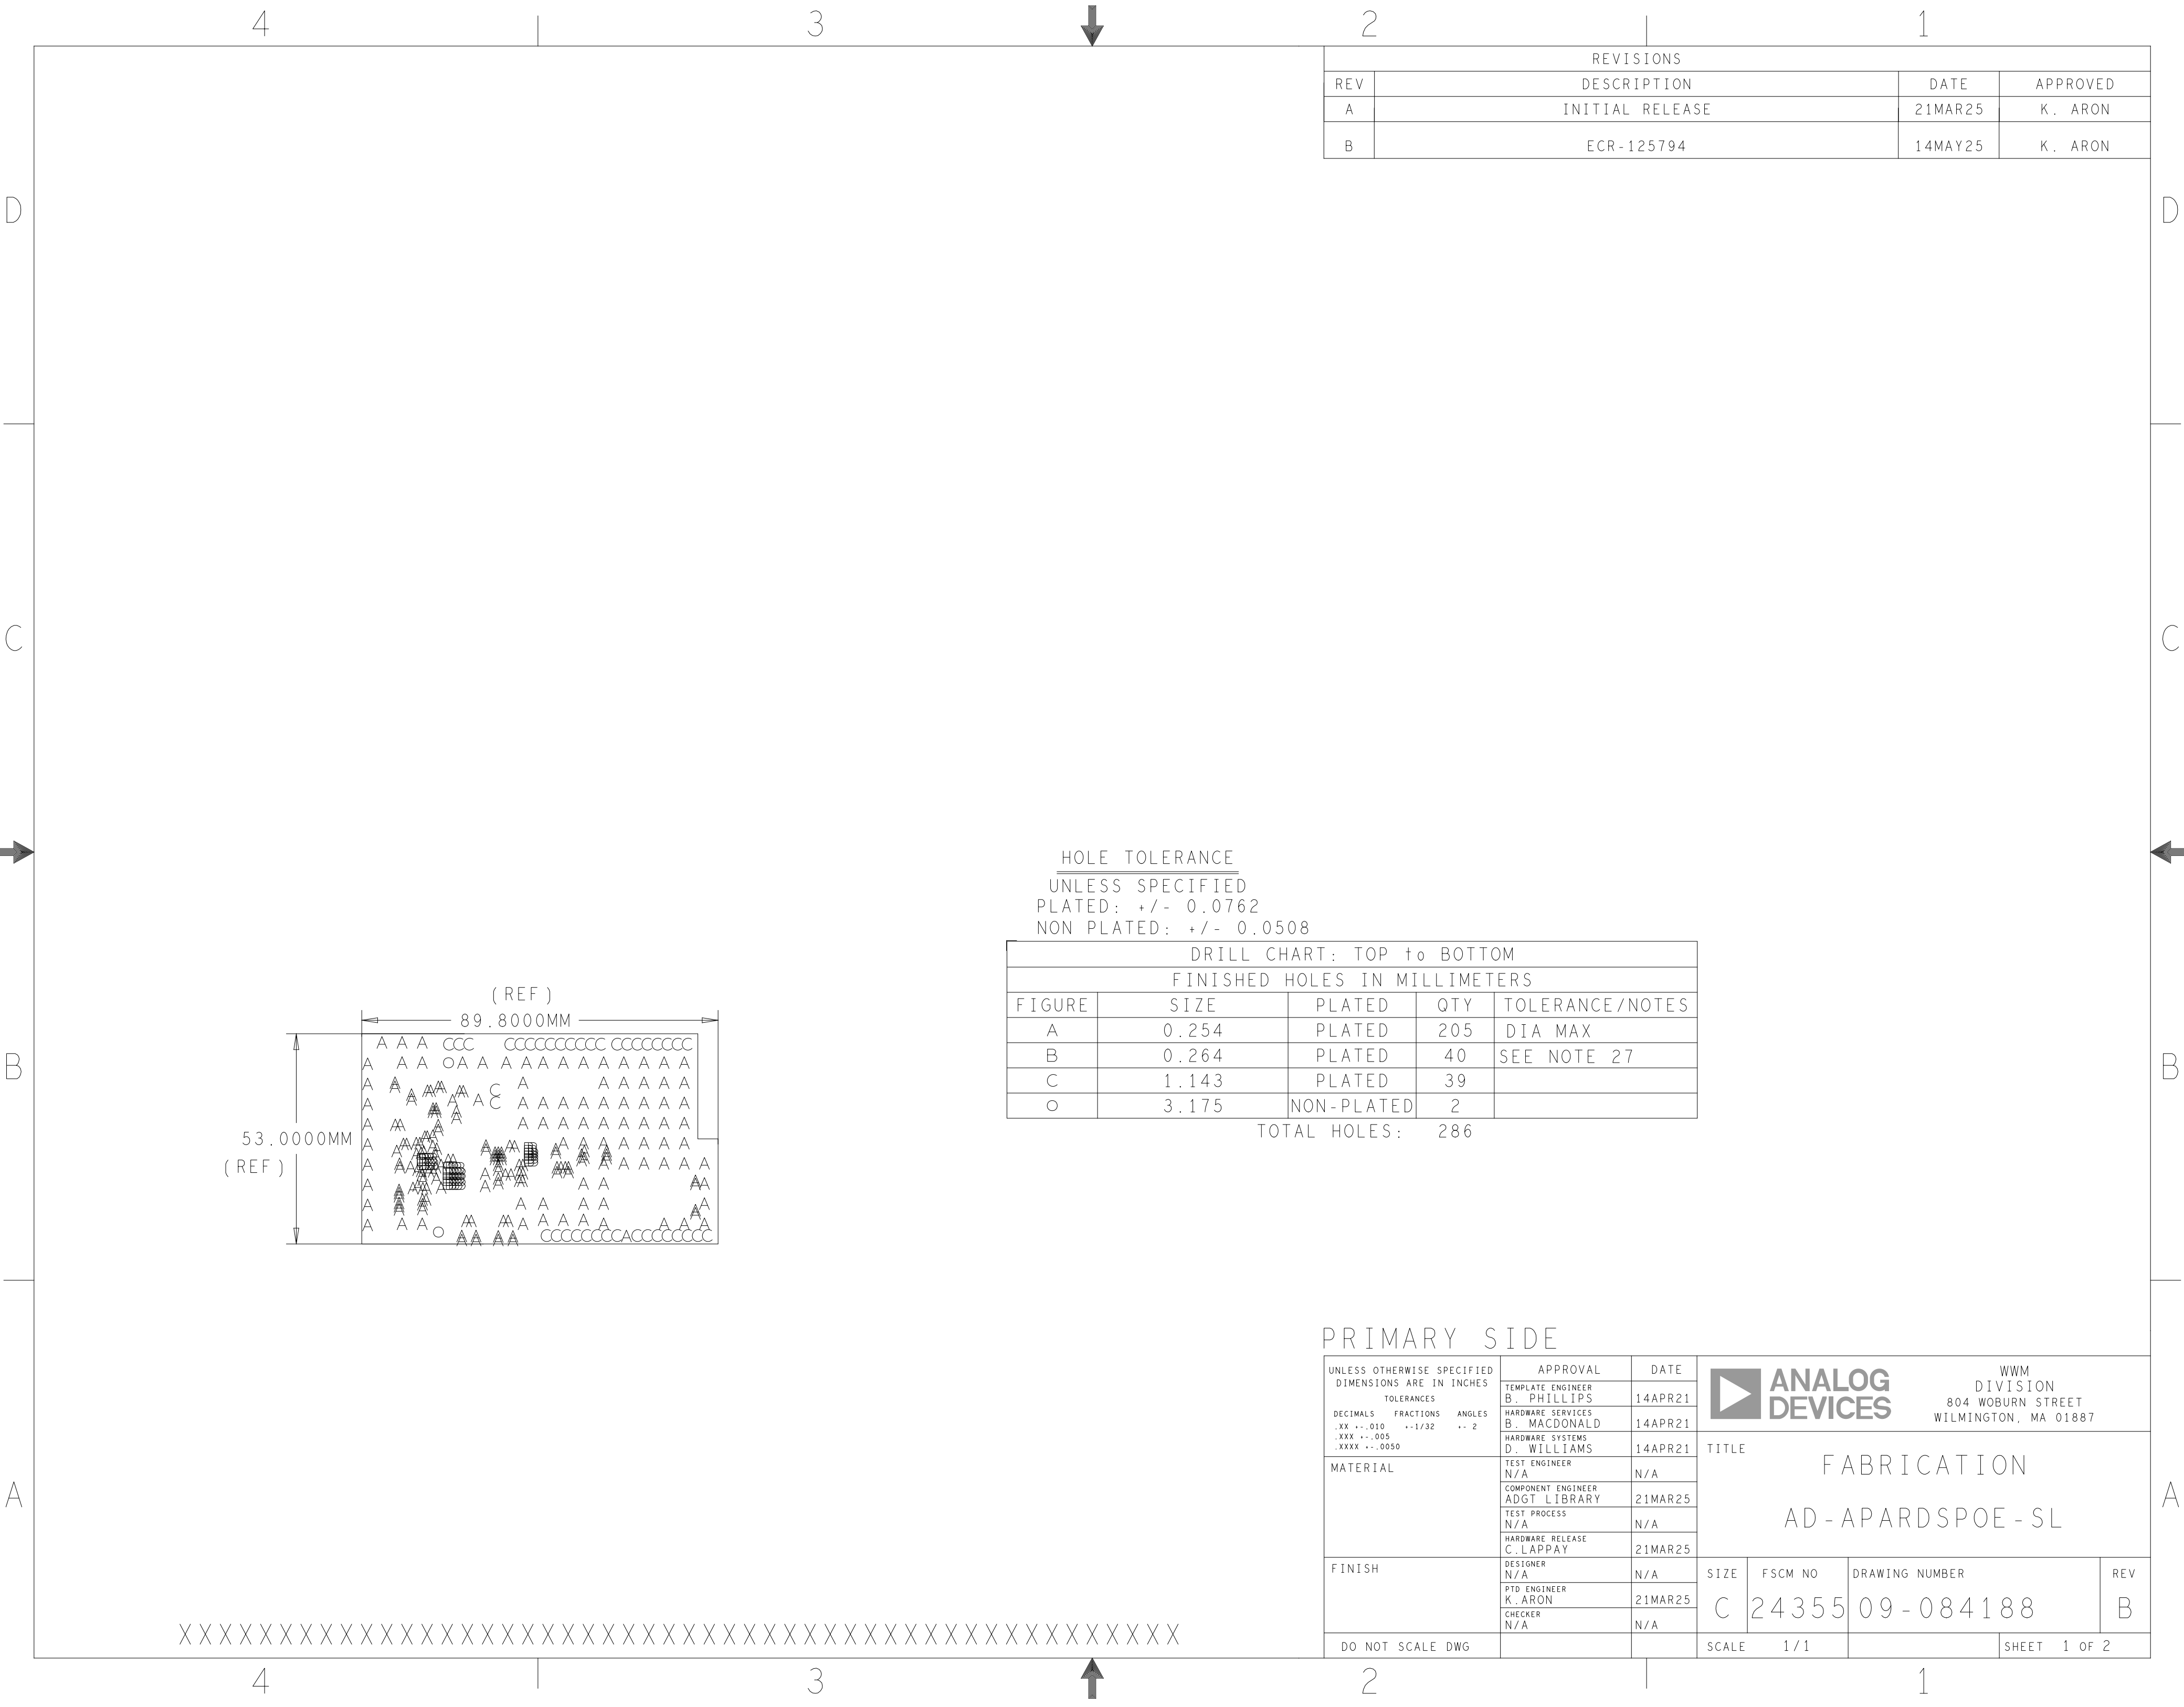 4 3 2 1
REVISIONS
REV DESCRIPTION DATE APPROVED
A INITIAL RELEASE 21MAR25 K. ARON
B ECR-125794 14MAY25 K. ARON
D D
C C
HOLE TOLERANCE
UNLESS SPECIFIED
PLATED: +/- 0.0762
NON PLATED: +/- 0.0508
DRILL CHART: TOP to BOTTOM
FINISHED HOLES IN MILLIMETERS
FIGURE SIZE PLATED QTY TOLERANCE/NOTES
A 0.254 PLATED 205 DIA MAX
B 0.264 PLATED 40 SEE NOTE 27
C 1.143 PLATED 39
O 3.175 NON-PLATED 2
TOTAL HOLES: 286
(REF)
89.8000MM
53.0000MM
(REF)
B B
PRIMARY SIDE
UNLESS OTHERWISE SPECIFIED
DIMENSIONS ARE IN INCHES
TOLERANCES
DECIMALS FRACTIONS ANGLES
.XX +-.010 +-1/32 +- 2
.XXX +-.005
.XXXX +-.0050
MATERIAL
FINISH
DO NOT SCALE DWG
APPROVAL DATE
TEMPLATE ENGINEER
B. PHILLIPS 14APR21
HARDWARE SERVICES
B. MACDONALD 14APR21
HARDWARE SYSTEMS
D. WILLIAMS 14APR21
TEST ENGINEER
N/A N/A
COMPONENT ENGINEER
ADGT LIBRARY 21MAR25
TEST PROCESS
N/A N/A
HARDWARE RELEASE
C.LAPPAY 21MAR25
DESIGNER
N/A N/A
PTD ENGINEER
K.ARON 21MAR25
CHECKER
N/A N/A
ANALOG
DEVICES
WWM
DIVISION
804 WOBURN STREET
WILMINGTON, MA 01887
TITLE
FABRICATION
AD-APARDSPOE-SL
SIZE FSCM NO DRAWING NUMBER REV
C 24355 09-084188 B
SCALE 1/1 SHEET 1 OF 2
A A
XXXXXXXXXXXXXXXXXXXXXXXXXXXXXXXXXXXXXXXXXXXXXXXXXX
4 3 2 1